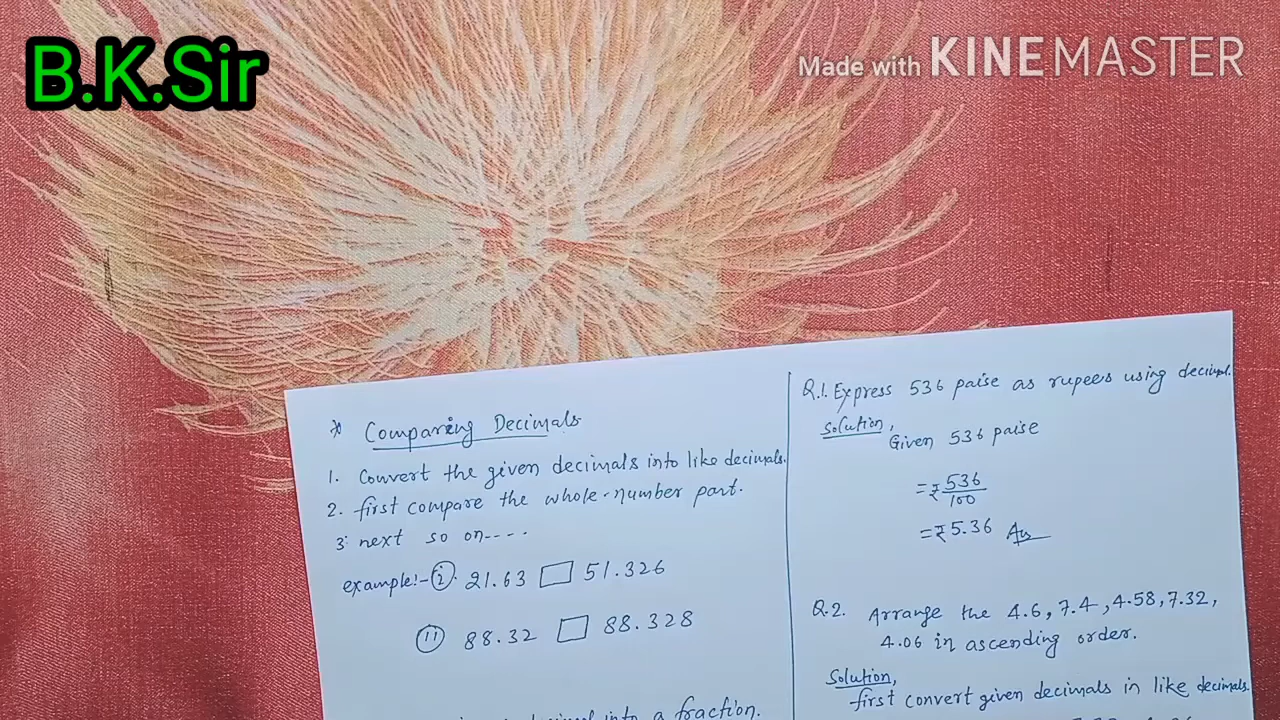 B.K.Sir
Made with KINEMASTER
* Comparing Decimals
1. Convert the given decimals into like decimals.
2. first compare the whole-number part.
3. next so on----
example:- (i). 21.63 □ 51.326
(ii) 88.32 □ 88.328
into a fraction.
Q.1. Express 536 paise as rupees using decimal.
Solution,
Given 536 paise
= ₹ 536/100
= ₹ 5.36 Ans
Q.2. Arrange the 4.6, 7.4, 4.58, 7.32,
4.06 in ascending order.
Solution,
first convert given decimals in like decimals.